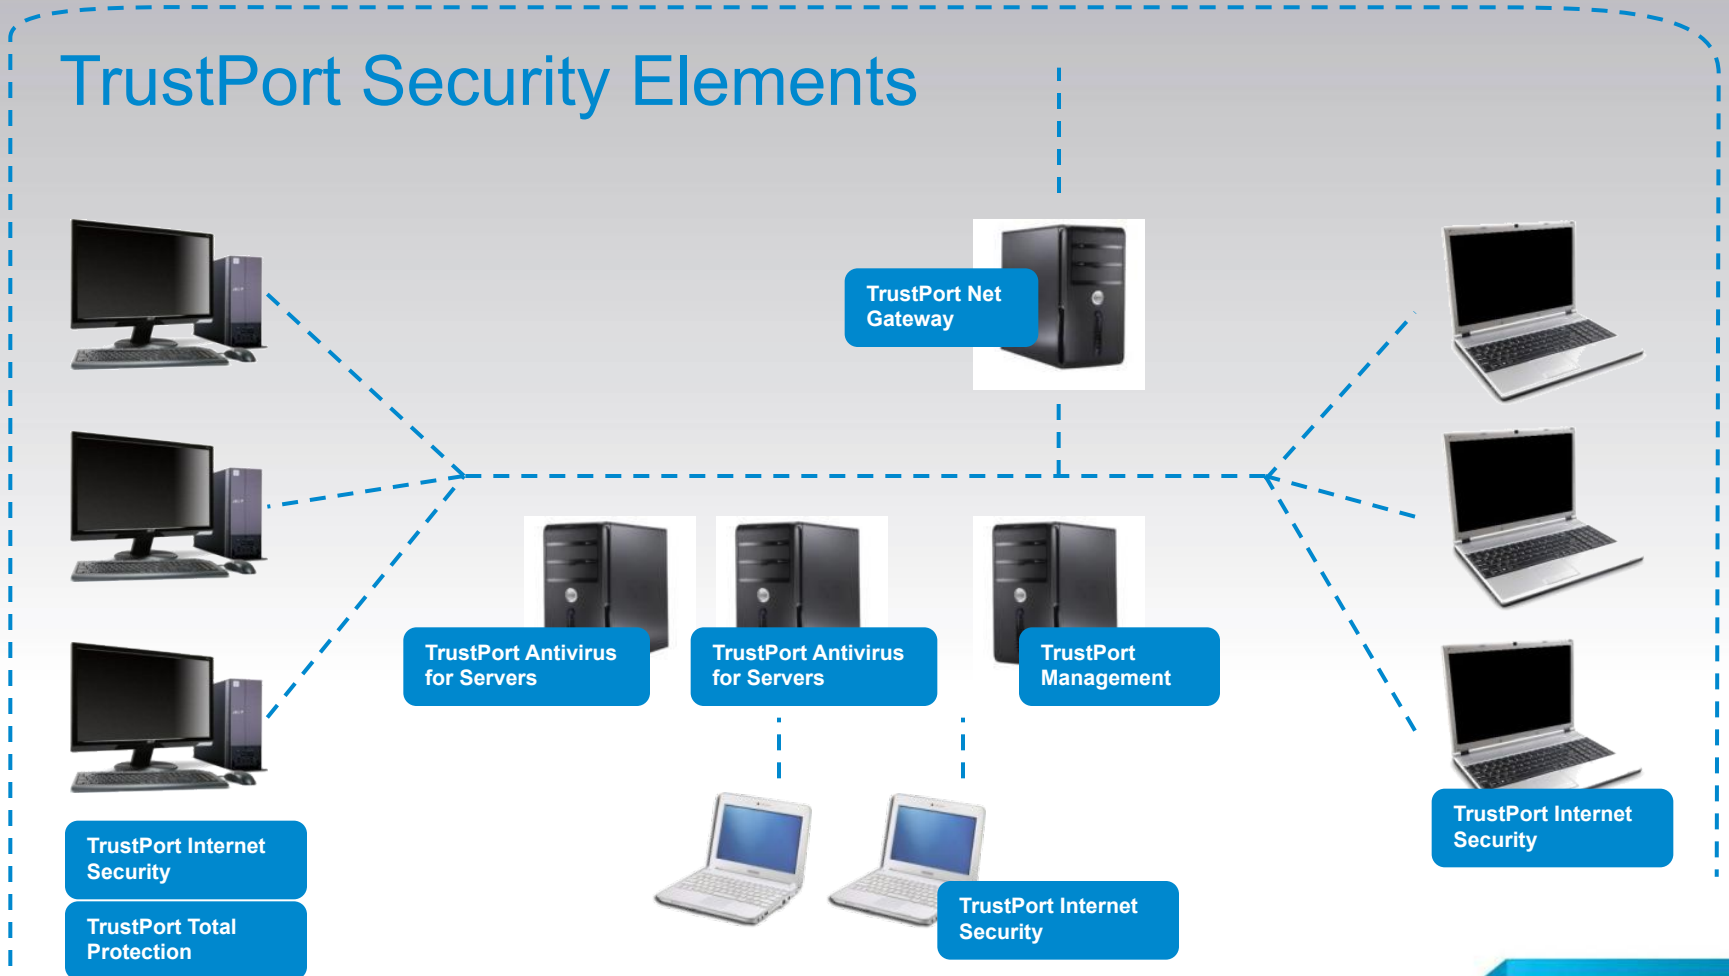 TrustPort Security Elements
TrustPort Net
Gateway
TrustPort Antivirus
for Servers
TrustPort Antivirus
for Servers
TrustPort
Management
TrustPort Internet
Security
TrustPort Internet
Security
TrustPort Total
Protection
TrustPort Internet
Security